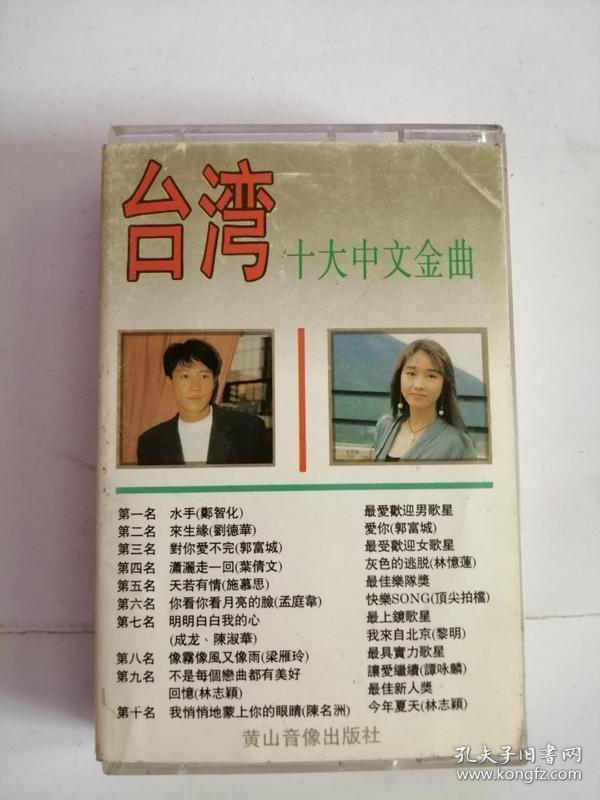 台湾
十大中文金曲
第一名 水手(鄭智化)
第二名 來生緣(劉德華)
第三名 對你愛不完(郭富城)
第四名 瀟灑走一回(葉倩文)
第五名 天若有情(施慕思)
第六名 你看你看月亮的臉(孟庭葦)
第七名 明明白白我的心
(成龙、陳淑華)
第八名 像霧像風又像雨(梁雁玲)
第九名 不是每個戀曲都有美好
回憶(林志穎)
第十名 我悄悄地蒙上你的眼睛(陳名洲)
最愛歡迎男歌星
愛你(郭富城)
最受歡迎女歌星
灰色的逃脱(林憶蓮)
最佳樂隊獎
快樂SONG(頂尖拍檔)
最上鏡歌星
我來自北京(黎明)
最具實力歌星
讓愛繼續(譚咏麟)
最佳新人獎
今年夏天(林志穎)
黄山音像出版社
孔夫子旧书网
www.kongfz.com